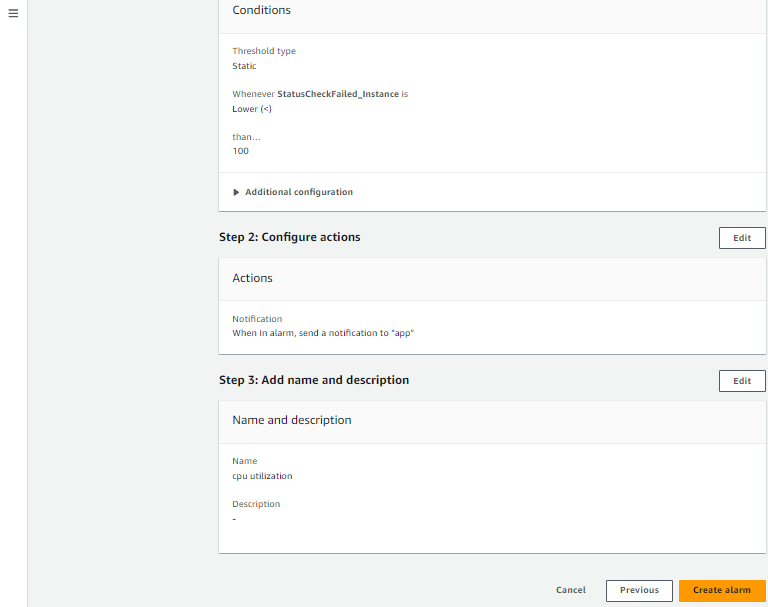 Conditions
Threshold type
Static
Whenever StatusCheckFailed_Instance is
Lower (<)
than...
100
Additional configuration
Step 2: Configure actions
Edit
Actions
Notification
When In alarm, send a notification to "app"
Step 3: Add name and description
Edit
Name and description
Name
cpu utilization
Description
-
Cancel
Previous
Create alarm